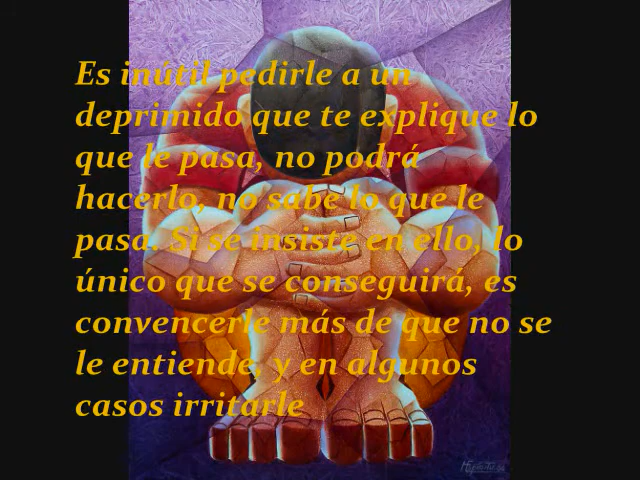 Es inútil pedirle a un
deprimido que te explique lo
que le pasa, no podrá
hacerlo, no sabe lo que le
pasa. Si se insiste en ello, lo
único que se conseguirá, es
convencerle más de que no se
le entiende, y en algunos
casos irritarle